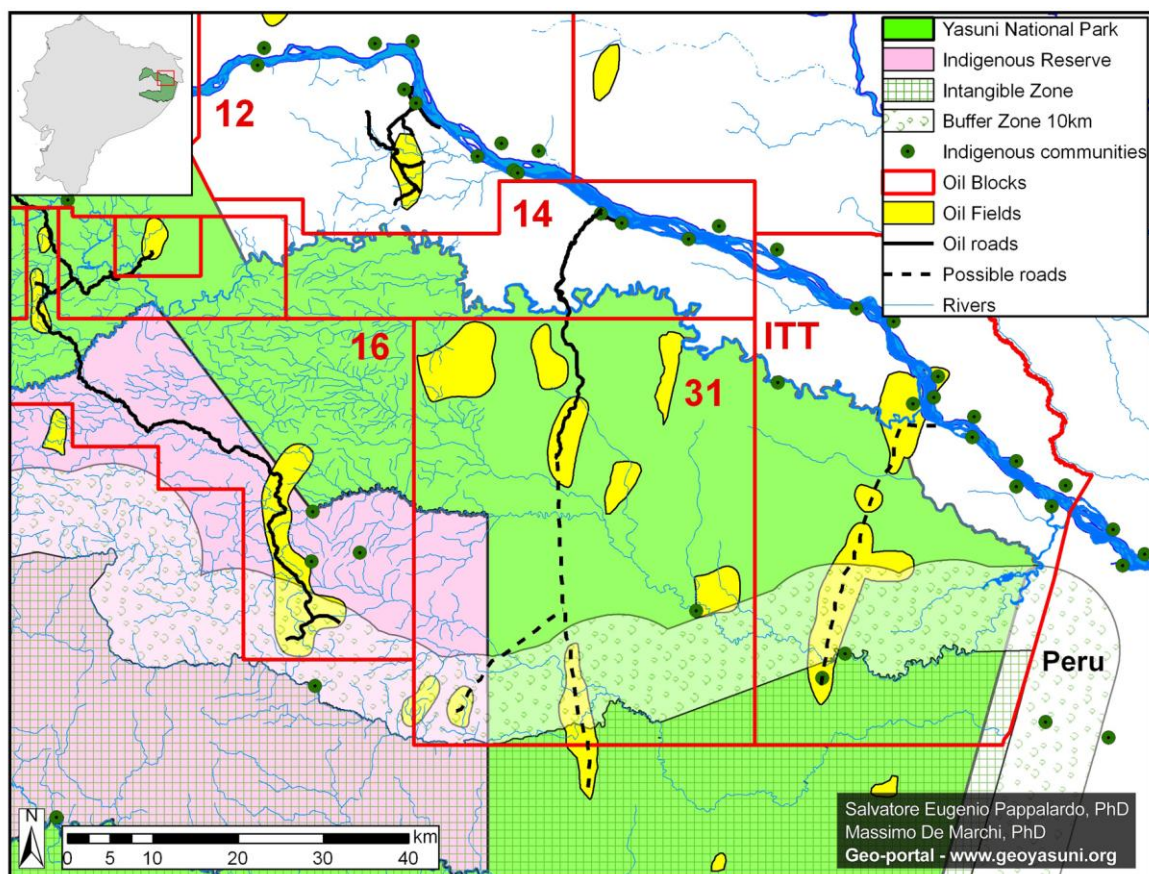 Yasuni National Park
Indigenous Reserve
Intangible Zone
Buffer Zone 10km
Indigenous communities
Oil Blocks
Oil Fields
Oil roads
Possible roads
Rivers
12
14
16
ITT
31
Peru
N
km
0 5 10 20 30 40
Salvatore Eugenio Pappalardo, PhD
Massimo De Marchi, PhD
Geo-portal - www.geoyasuni.org